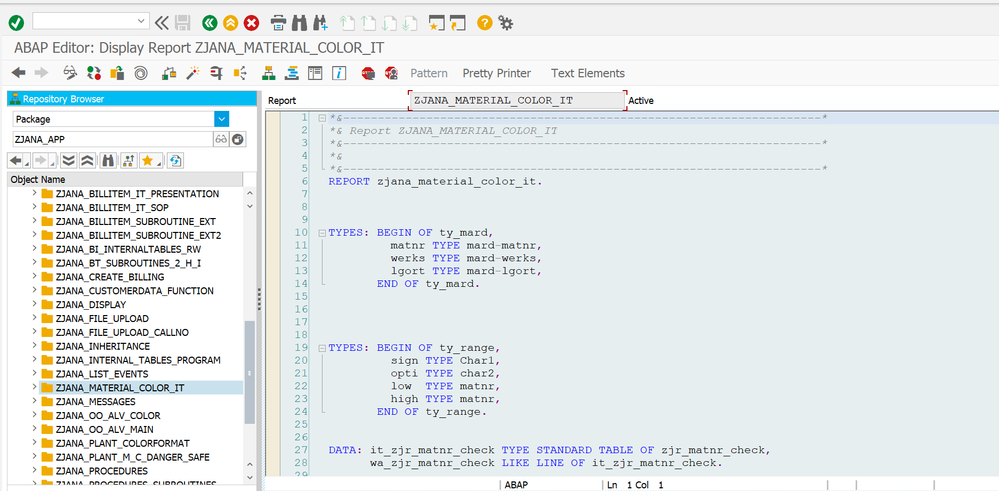 ABAP Editor: Display Report ZJANA_MATERIAL_COLOR_IT
Pattern Pretty Printer Text Elements
Repository Browser
Package
ZJANA_APP
Object Name
ZJANA_BILLITEM_IT_PRESENTATION
ZJANA_BILLITEM_IT_SOP
ZJANA_BILLITEM_SUBROUTINE_EXT
ZJANA_BILLITEM_SUBROUTINE_EXT2
ZJANA_BI_INTERNALTABLES_RW
ZJANA_BT_SUBROUTINES_2_H_I
ZJANA_CREATE_BILLING
ZJANA_CUSTOMERDATA_FUNCTION
ZJANA_DISPLAY
ZJANA_FILE_UPLOAD
ZJANA_FILE_UPLOAD_CALLNO
ZJANA_INHERITANCE
ZJANA_INTERNAL_TABLES_PROGRAM
ZJANA_LIST_EVENTS
ZJANA_MATERIAL_COLOR_IT
ZJANA_MESSAGES
ZJANA_OO_ALV_COLOR
ZJANA_OO_ALV_MAIN
ZJANA_PLANT_COLORFORMAT
ZJANA_PLANT_M_C_DANGER_SAFE
ZJANA_PROCEDURES
ZJANA_PROCEDURES_SUBROUTINES
Report ZJANA_MATERIAL_COLOR_IT Active
1 *&---------------------------------------------------------------------*
2 *& Report ZJANA_MATERIAL_COLOR_IT
3 *&---------------------------------------------------------------------*
4 *&
5 *&---------------------------------------------------------------------*
6 REPORT zjana_material_color_it.
7
8
9
10 TYPES: BEGIN OF ty_mard,
11 matnr TYPE mard-matnr,
12 werks TYPE mard-werks,
13 lgort TYPE mard-lgort,
14 END OF ty_mard.
15
16
17
18
19 TYPES: BEGIN OF ty_range,
20 sign TYPE Char1,
21 opti TYPE char2,
22 low TYPE matnr,
23 high TYPE matnr,
24 END OF ty_range.
25
26
27 DATA: it_zjr_matnr_check TYPE STANDARD TABLE OF zjr_matnr_check,
28 wa_zjr_matnr_check LIKE LINE OF it_zjr_matnr_check.
29
ABAP Ln 1 Col 1